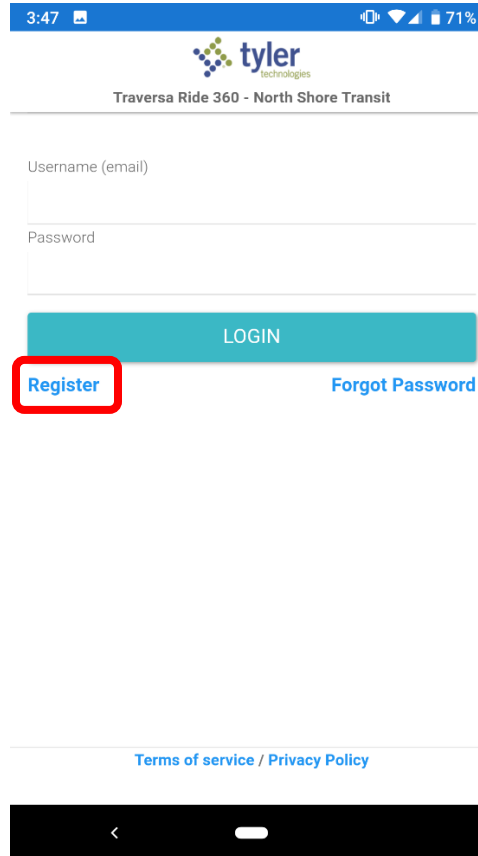 3:47 71%
tyler
technologies
Traversa Ride 360 - North Shore Transit
Username (email)
Password
LOGIN
Register Forgot Password
Terms of service / Privacy Policy